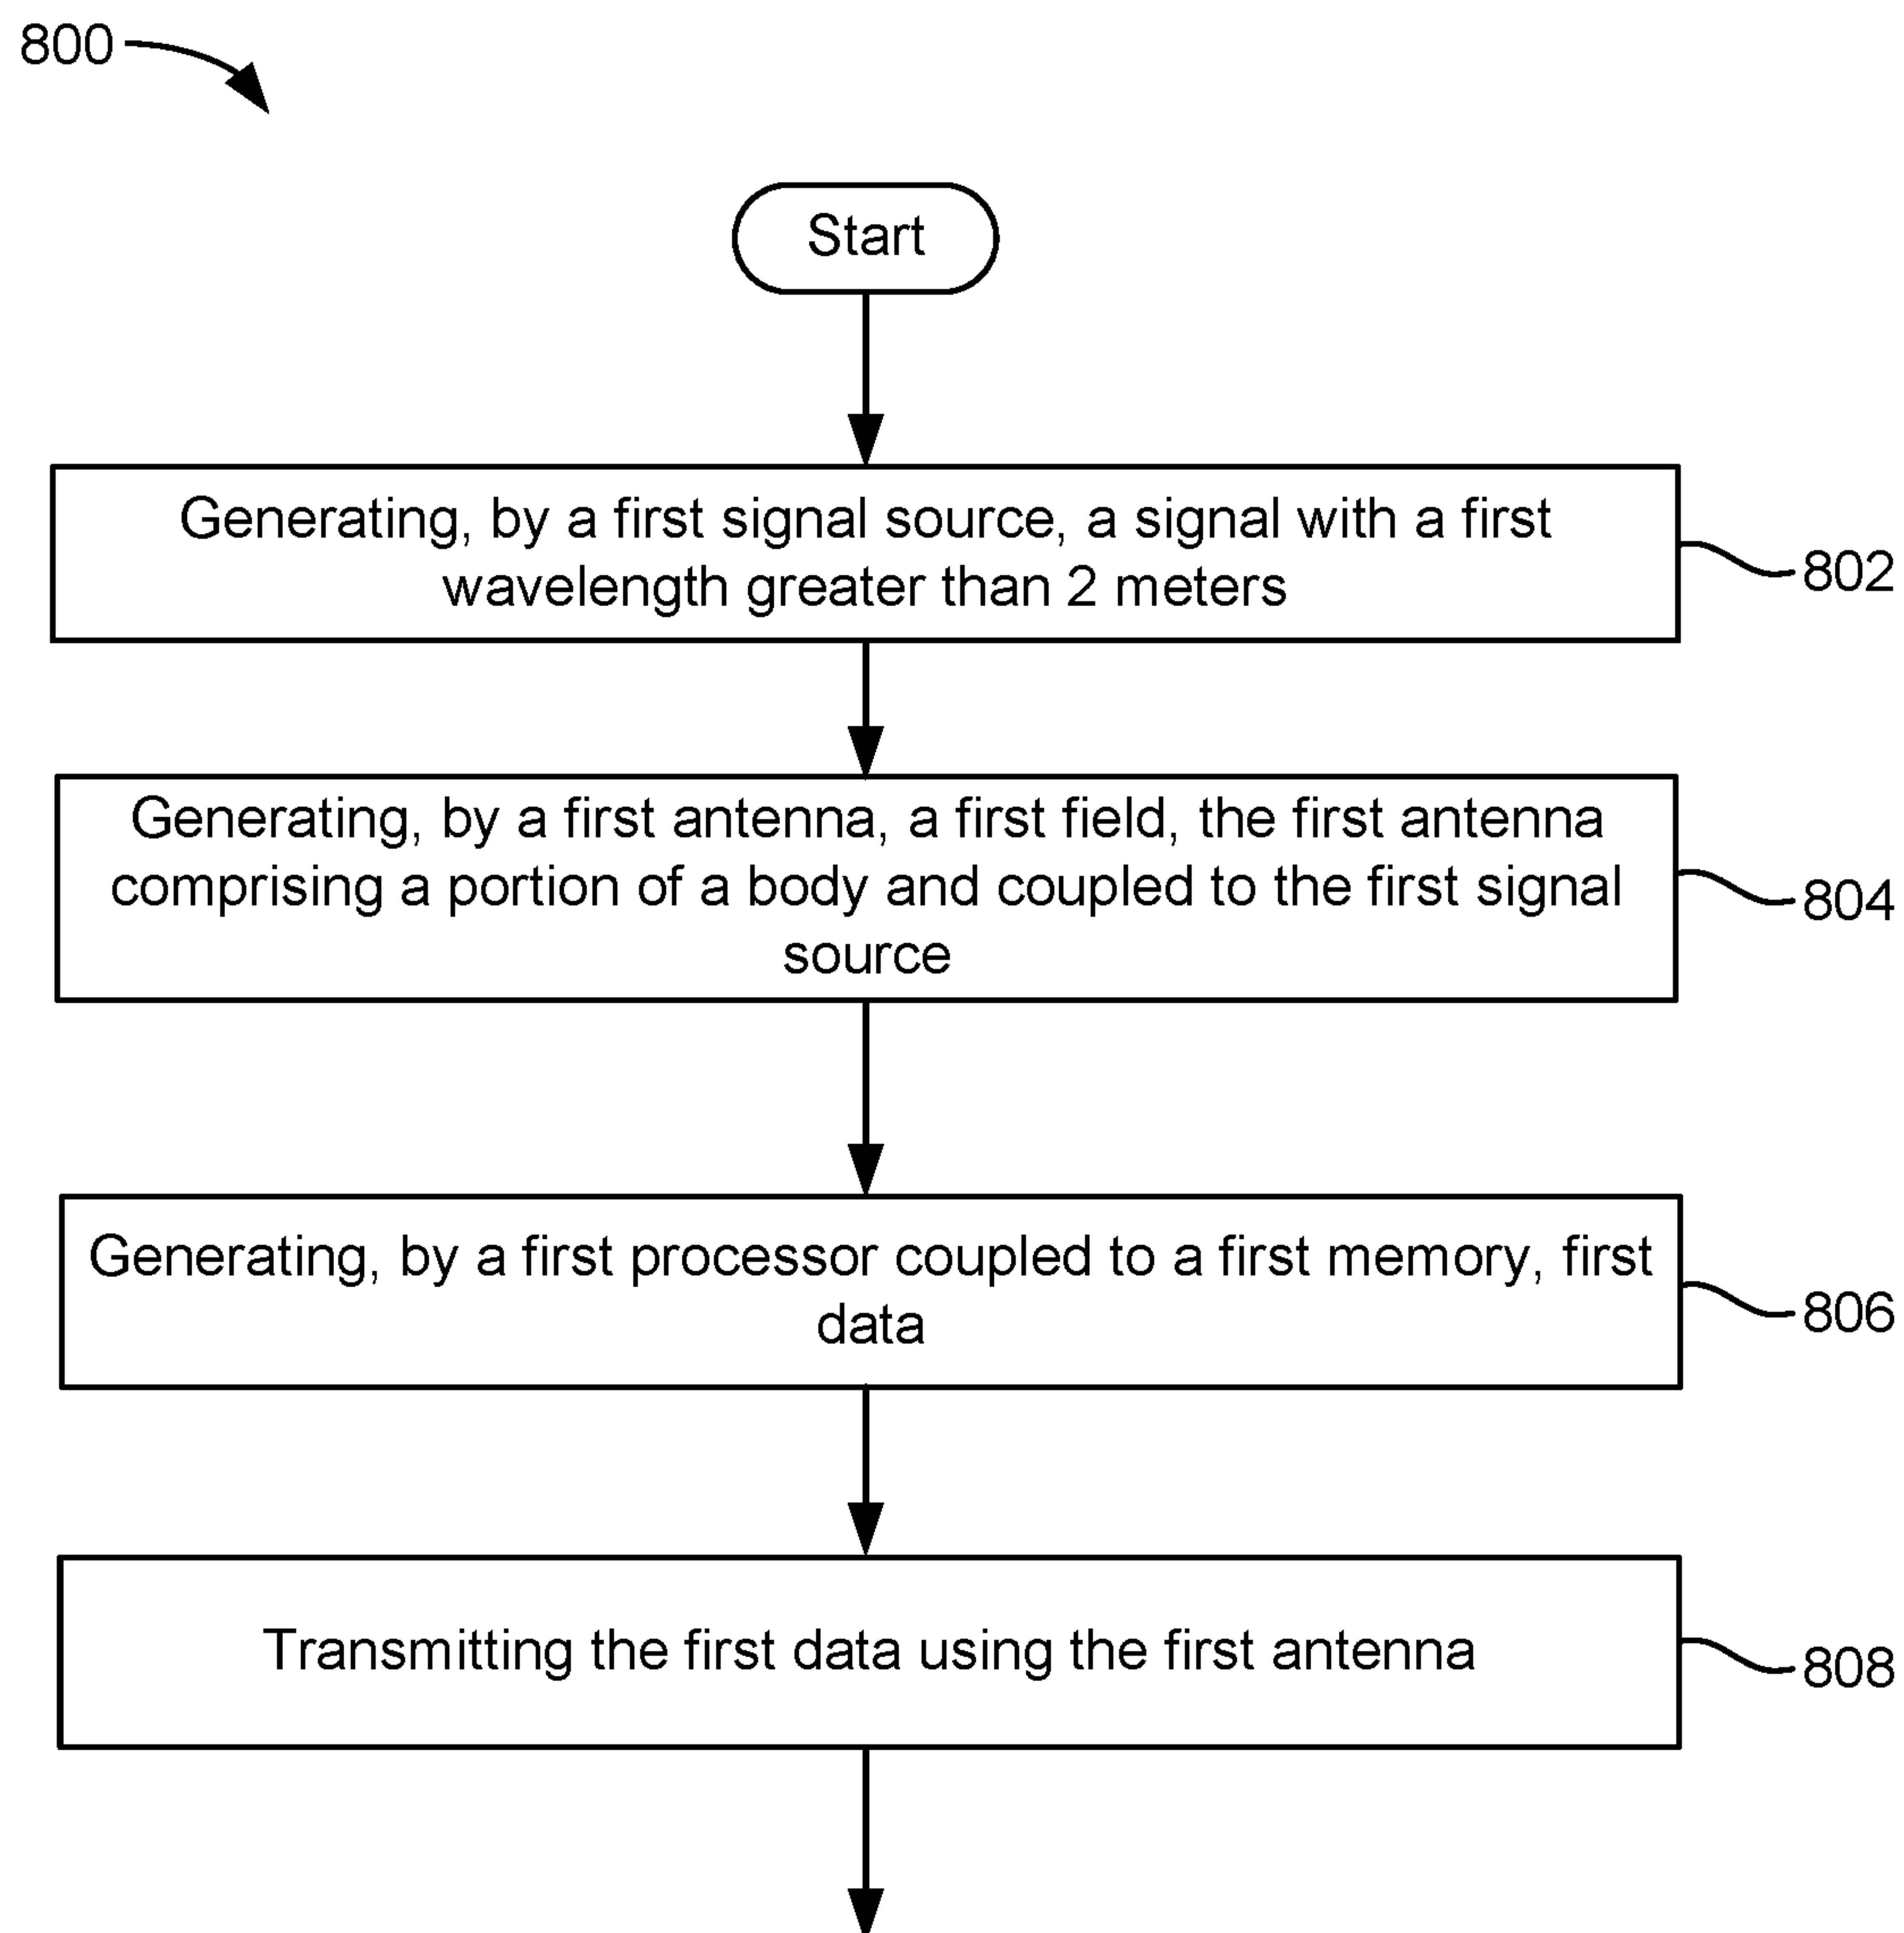 800
Start
Generating, by a first signal source, a signal with a first
wavelength greater than 2 meters
802
Generating, by a first antenna, a first field, the first antenna
comprising a portion of a body and coupled to the first signal
source
804
Generating, by a first processor coupled to a first memory, first
data
806
Transmitting the first data using the first antenna
808